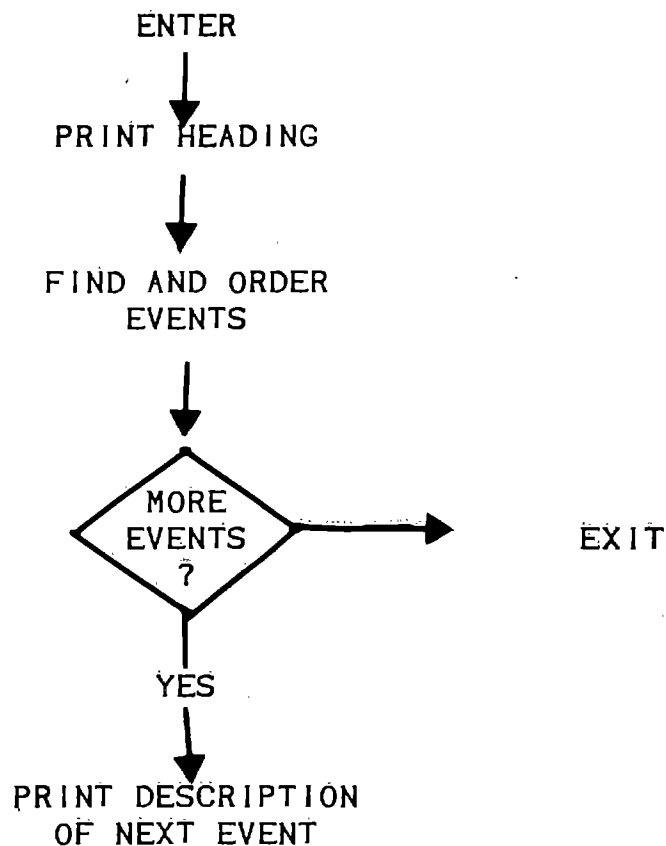 ENTER
PRINT HEADING
FIND AND ORDER
EVENTS
MORE
EVENTS
?
EXIT
YES
PRINT DESCRIPTION
OF NEXT EVENT